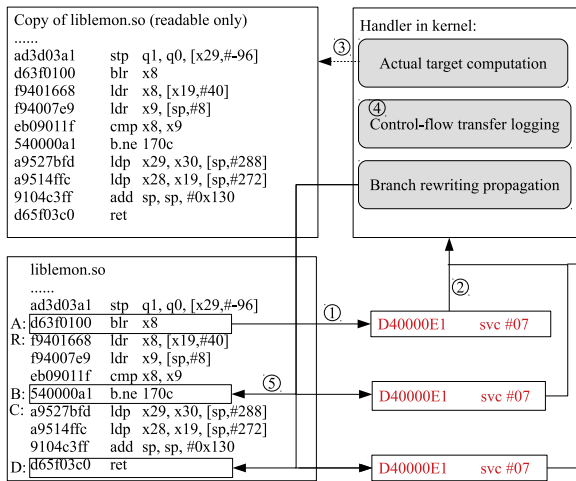 Copy of liblemon.so (readable only)
......
ad3d03a1 stp q1, q0, [x29,#-96]
d63f0100 blr x8
f9401668 ldr x8, [x19,#40]
f94007e9 ldr x9, [sp,#8]
eb09011f cmp x8, x9
540000a1 b.ne 170c
a9527bfd ldp x29, x30, [sp,#288]
a9514ffc ldp x28, x19, [sp,#272]
9104c3ff add sp, sp, #0x130
d65f03c0 ret
Handler in kernel:
③
Actual target computation
④
Control-flow transfer logging
Branch rewriting propagation
liblemon.so
......
ad3d03a1 stp q1, q0, [x29,#-96]
A: d63f0100 blr x8
R: f9401668 ldr x8, [x19,#40]
f94007e9 ldr x9, [sp,#8]
eb09011f cmp x8, x9
B: 540000a1 b.ne 170c
C: a9527bfd ldp x29, x30, [sp,#288]
a9514ffc ldp x28, x19, [sp,#272]
9104c3ff add sp, sp, #0x130
D: d65f03c0 ret
①
②
D40000E1 svc #07
⑤
D40000E1 svc #07
D40000E1 svc #07